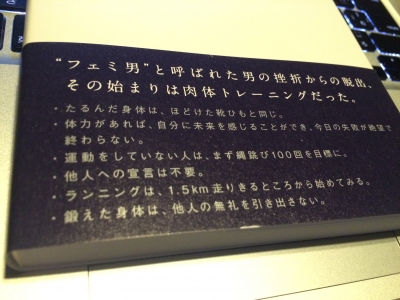 “フェミ男”と呼ばれた男の挫折からの脱出、
その始まりは肉体トレーニングだった。
・たるんだ身体は、ほどけた靴ひもと同じ。
・体力があれば、自分に未来を感じることができ、今日の失敗が絶望で
終わらない。
・運動をしていない人は、まず縄跳び100回を目標に。
・他人への宣言は不要。
・ランニングは、1.5km走りきるところから始めてみる。
・鍛えた身体は、他人の無礼を引き出さない。